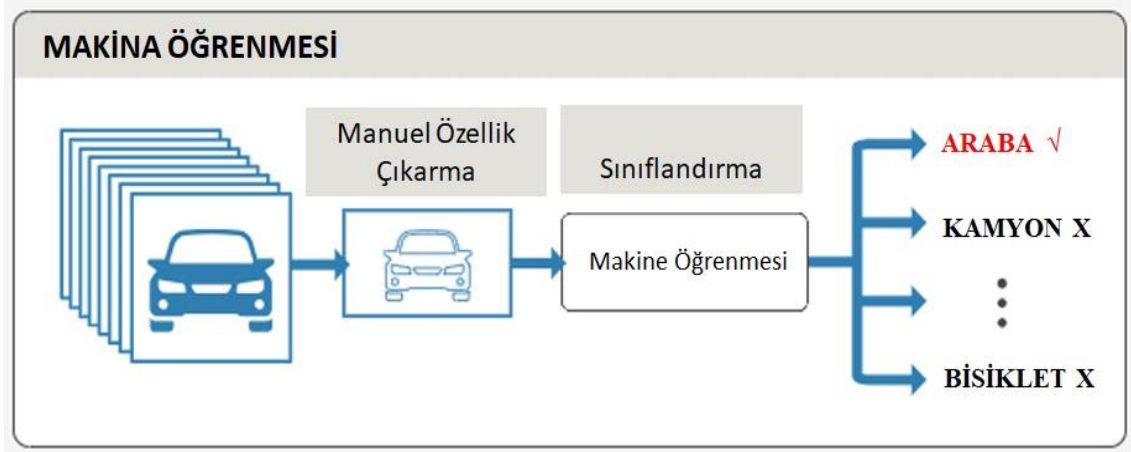 MAKİNA ÖĞRENMESİ
Manuel Özellik
Çıkarma
Sınıflandırma
Makine Öğrenmesi
ARABA √
KAMYON X
BİSİKLET X